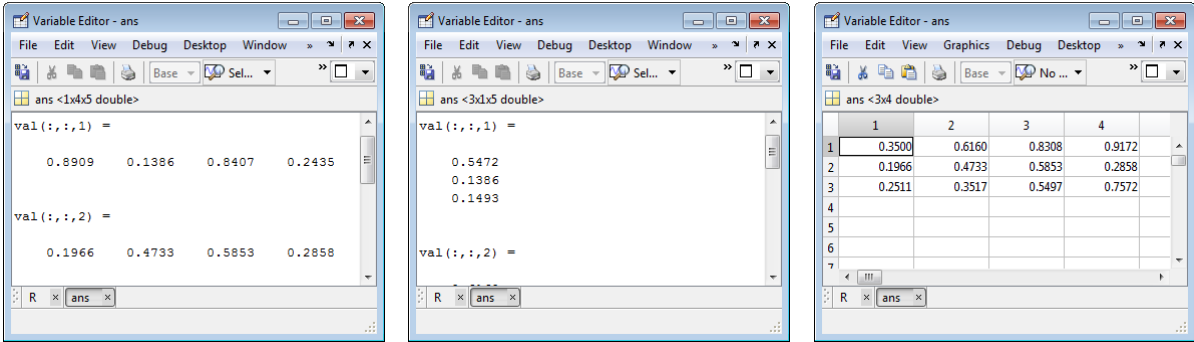 Variable Editor - ans
File Edit View Debug Desktop Window »
Base Sel... »
ans <1x4x5 double>
val(:,:,1) =
0.8909 0.1386 0.8407 0.2435
val(:,:,2) =
0.1966 0.4733 0.5853 0.2858
R × ans ×
Variable Editor - ans
File Edit View Debug Desktop Window »
Base Sel... »
ans <3x1x5 double>
val(:,:,1) =
0.5472
0.1386
0.1493
val(:,:,2) =
R × ans ×
Variable Editor - ans
File Edit View Graphics Debug Desktop »
Base No ... »
ans <3x4 double>
1 2 3 4
1 0.3500 0.6160 0.8308 0.9172
2 0.1966 0.4733 0.5853 0.2858
3 0.2511 0.3517 0.5497 0.7572
4
5
6
7
R × ans ×